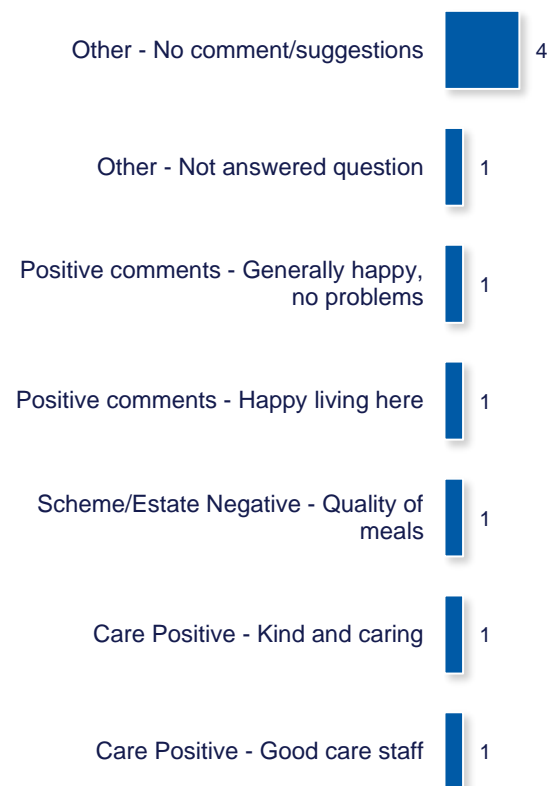 Other - No comment/suggestions 4
Other - Not answered question 1
Positive comments - Generally happy,
no problems 1
Positive comments - Happy living here 1
Scheme/Estate Negative - Quality of
meals 1
Care Positive - Kind and caring 1
Care Positive - Good care staff 1